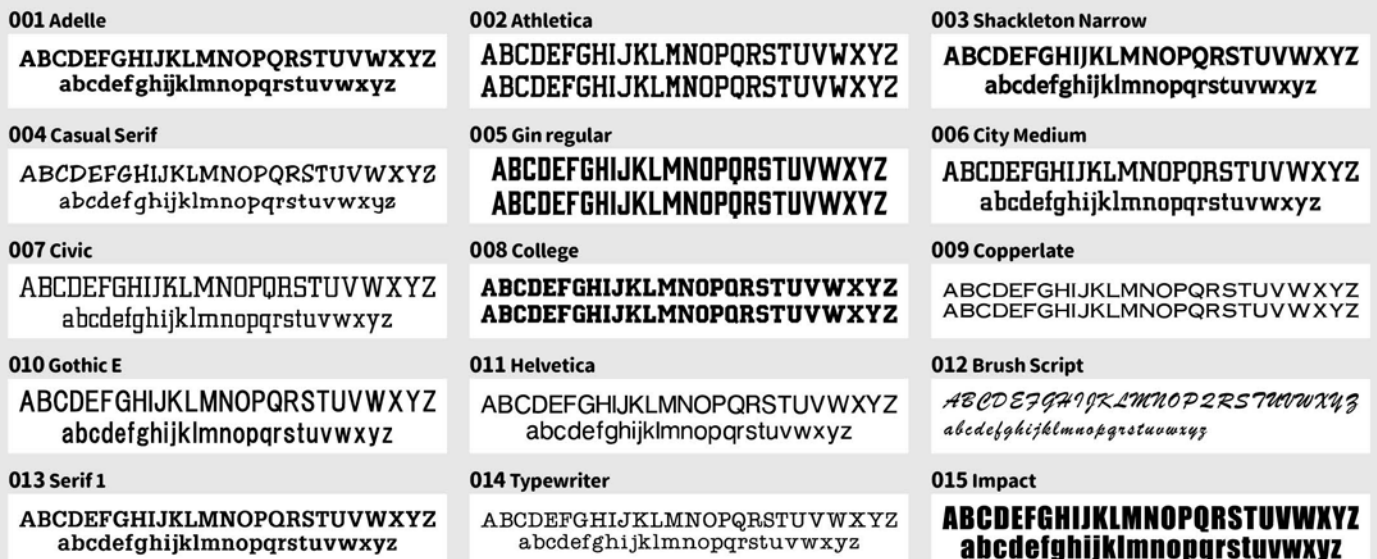 001 Adelle
ABCDEFGHIJKLMNOPQRSTUVWXYZ
abcdefghijklmnopqrstuvwxyz
002 Athletica
ABCDEFGHIJKLMNOPQRSTUVWXYZ
ABCDEFGHIJKLMNOPQRSTUVWXYZ
003 Shackleton Narrow
ABCDEFGHIJKLMNOPQRSTUVWXYZ
abcdefghijklmnopqrstuvwxyz
004 Casual Serif
ABCDEFGHIJKLMNOPQRSTUVWXYZ
abcdefghijklmnopqrstuvwxyz
005 Gin regular
ABCDEFGHIJKLMNOPQRSTUVWXYZ
ABCDEFGHIJKLMNOPQRSTUVWXYZ
006 City Medium
ABCDEFGHIJKLMNOPQRSTUVWXYZ
abcdefghijklmnopqrstuvwxyz
007 Civic
ABCDEFGHIJKLMNOPQRSTUVWXYZ
abcdefghijklmnopqrstuvwxyz
008 College
ABCDEFGHIJKLMNOPQRSTUVWXYZ
ABCDEFGHIJKLMNOPQRSTUVWXYZ
009 Copperlate
ABCDEFGHIJKLMNOPQRSTUVWXYZ
ABCDEFGHIJKLMNOPQRSTUVWXYZ
010 Gothic E
ABCDEFGHIJKLMNOPQRSTUVWXYZ
abcdefghijklmnopqrstuvwxyz
011 Helvetica
ABCDEFGHIJKLMNOPQRSTUVWXYZ
abcdefghijklmnopqrstuvwxyz
012 Brush Script
ABCDEFGHIJKLMNOPQRSTUVWXYZ
abcdefghijklmnopqrstuvwxyz
013 Serif 1
ABCDEFGHIJKLMNOPQRSTUVWXYZ
abcdefghijklmnopqrstuvwxyz
014 Typewriter
ABCDEFGHIJKLMNOPQRSTUVWXYZ
abcdefghijklmnopqrstuvwxyz
015 Impact
ABCDEFGHIJKLMNOPQRSTUVWXYZ
abcdefghijklmnopqrstuvwxyz